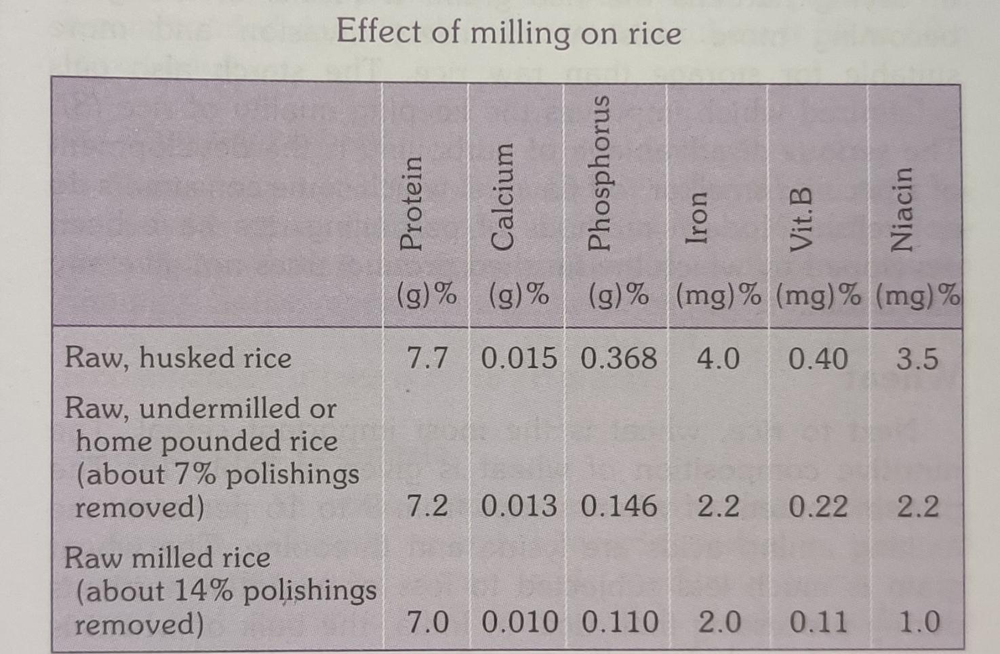 Effect of milling on rice
Protein Calcium Phosphorus Iron Vit.B Niacin
(g)% (g)% (g)% (mg)% (mg)% (mg)%
Raw, husked rice 7.7 0.015 0.368 4.0 0.40 3.5
Raw, undermilled or
home pounded rice
(about 7% polishings
removed) 7.2 0.013 0.146 2.2 0.22 2.2
Raw milled rice
(about 14% polishings
removed) 7.0 0.010 0.110 2.0 0.11 1.0